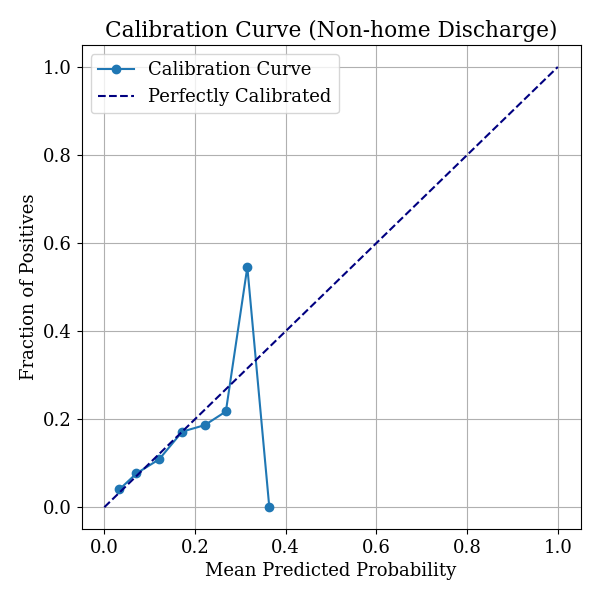 Calibration Curve (Non-home Discharge)
Calibration Curve
Perfectly Calibrated
Fraction of Positives
1.0
0.8
0.6
0.4
0.2
0.0
0.0 0.2 0.4 0.6 0.8 1.0
Mean Predicted Probability